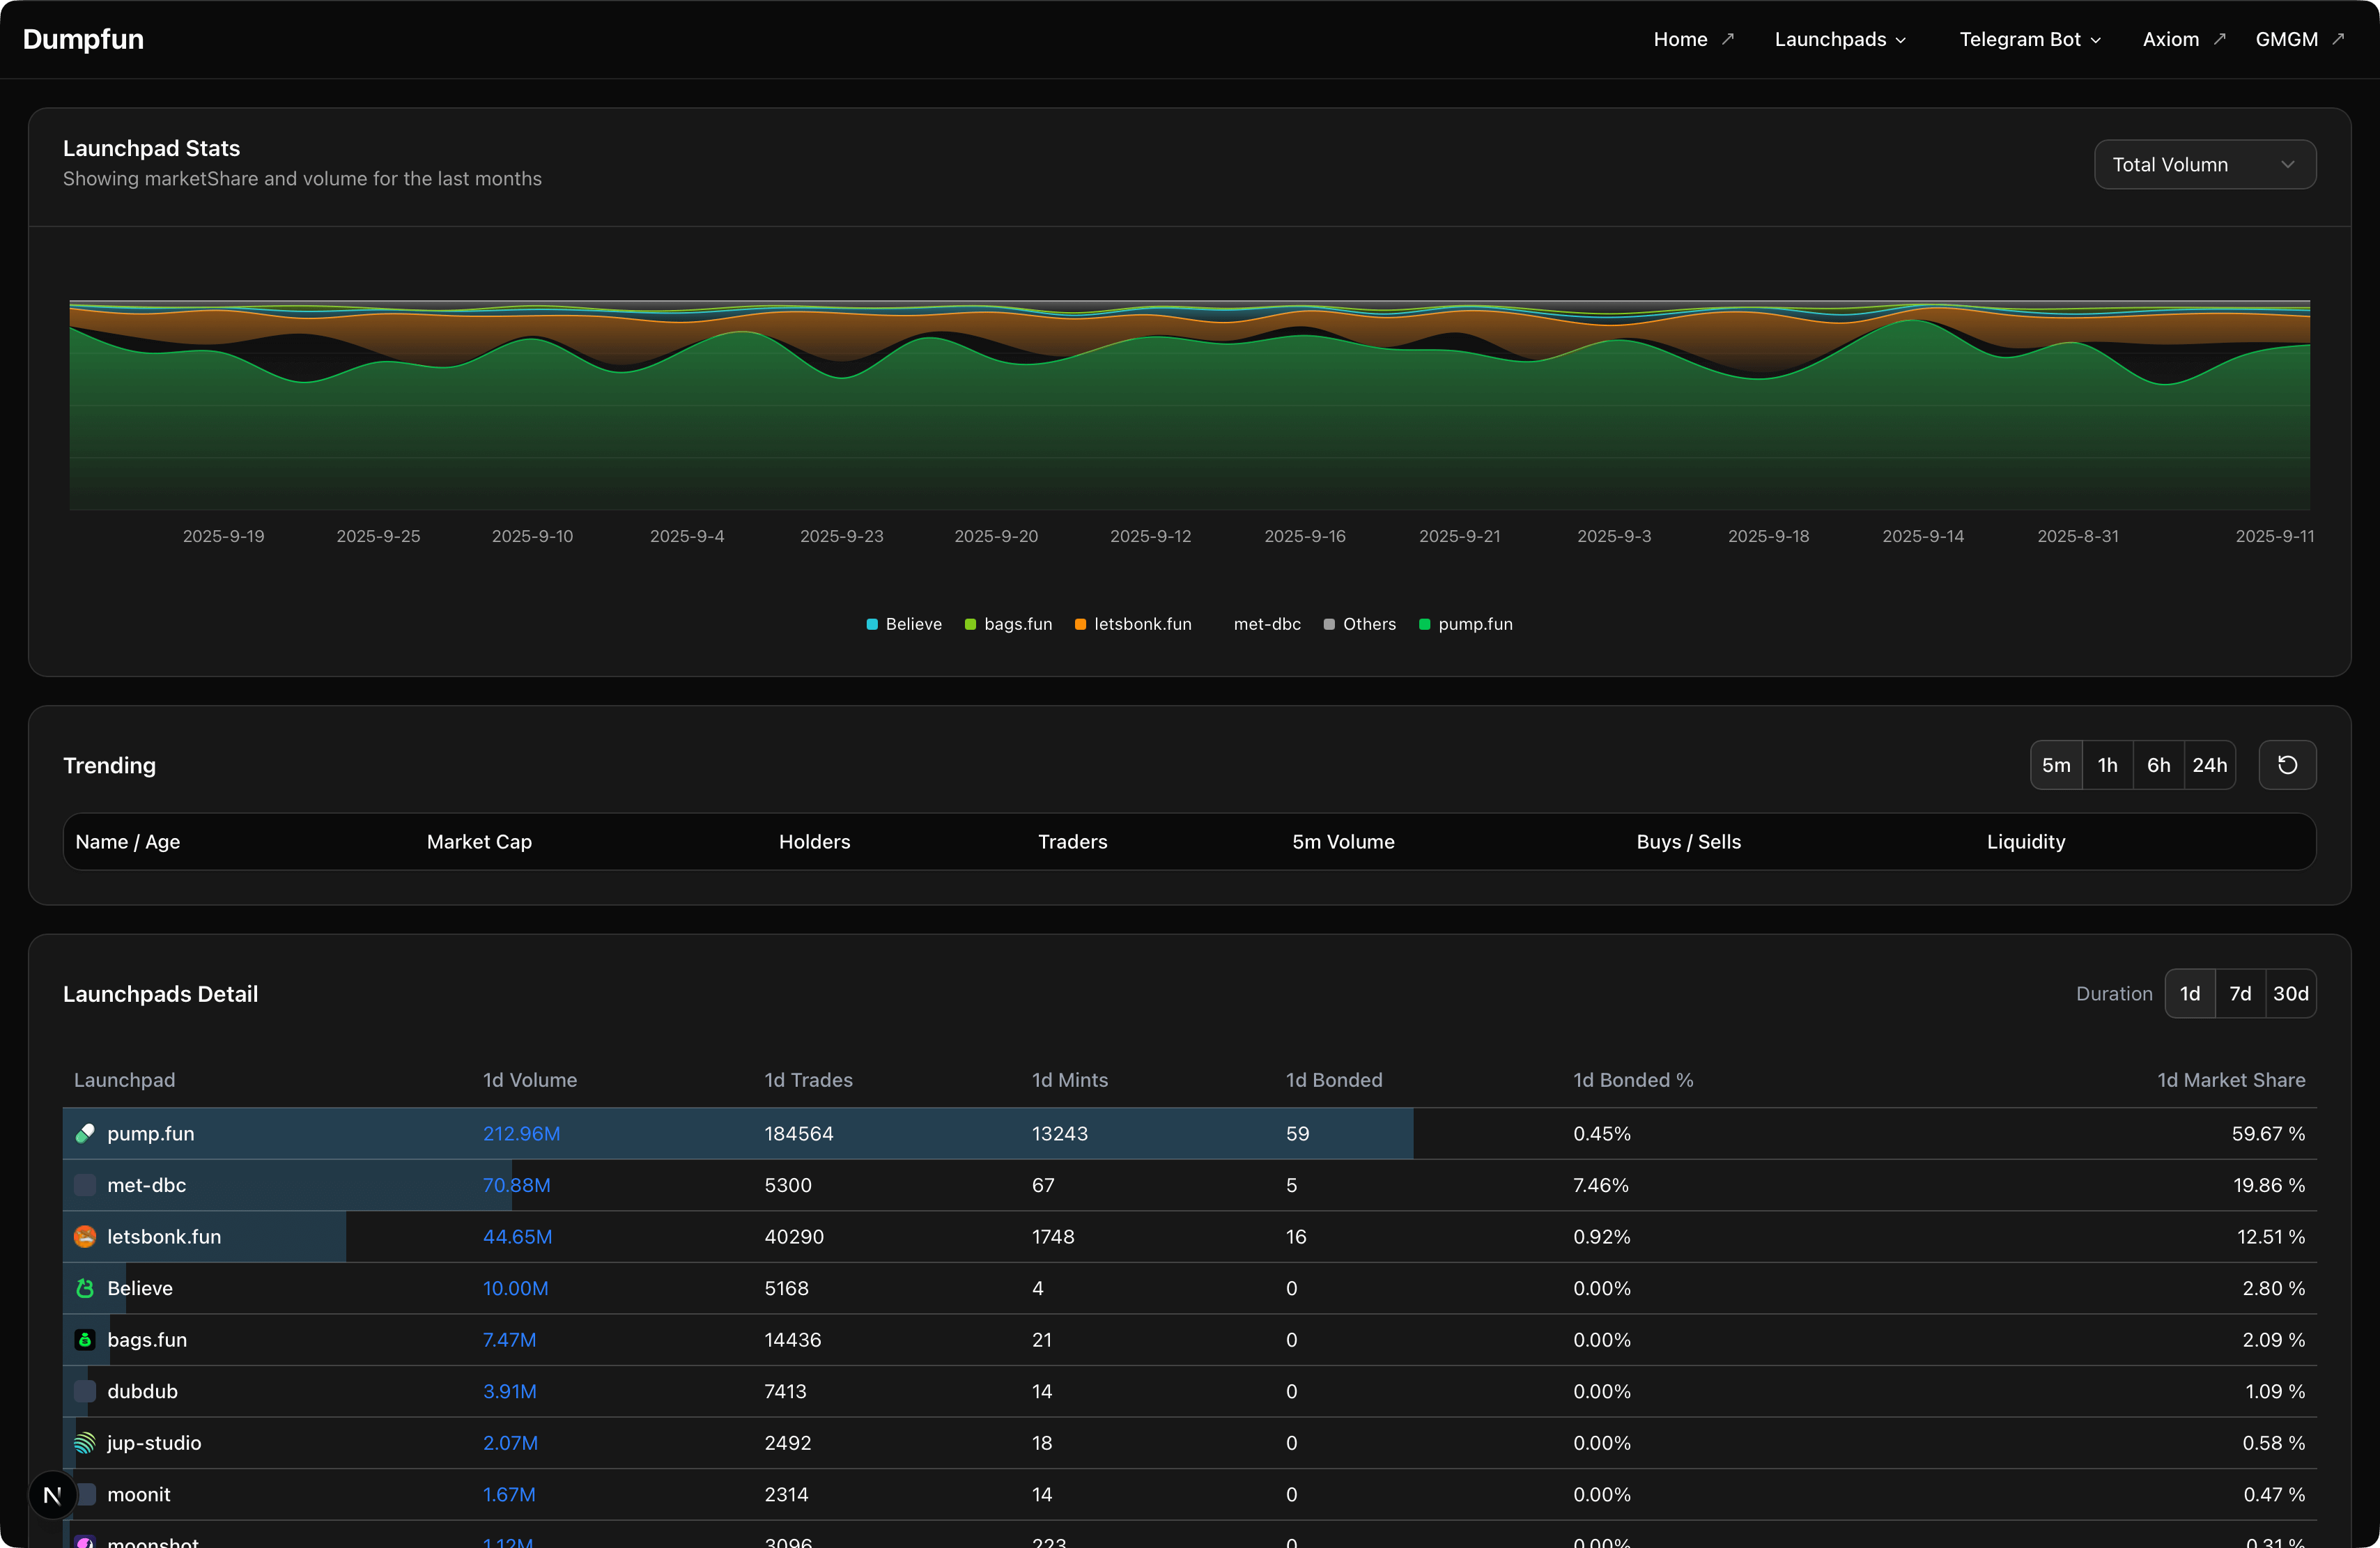 Dumpfun
Home Launchpads Telegram Bot Axiom GMGM
Launchpad Stats
Showing marketShare and volume for the last months
Total Volumn
2025-9-19 2025-9-25 2025-9-10 2025-9-4 2025-9-23 2025-9-20 2025-9-12 2025-9-16 2025-9-21 2025-9-3 2025-9-18 2025-9-14 2025-8-31 2025-9-11
Believe bags.fun letsbonk.fun met-dbc Others pump.fun
Trending
5m 1h 6h 24h
Name / Age Market Cap Holders Traders 5m Volume Buys / Sells Liquidity
Launchpads Detail
Duration 1d 7d 30d
Launchpad 1d Volume 1d Trades 1d Mints 1d Bonded 1d Bonded % 1d Market Share
pump.fun 212.96M 184564 13243 59 0.45% 59.67 %
met-dbc 70.88M 5300 67 5 7.46% 19.86 %
letsbonk.fun 44.65M 40290 1748 16 0.92% 12.51 %
Believe 10.00M 5168 4 0 0.00% 2.80 %
bags.fun 7.47M 14436 21 0 0.00% 2.09 %
dubdub 3.91M 7413 14 0 0.00% 1.09 %
jup-studio 2.07M 2492 18 0 0.00% 0.58 %
N moonit 1.67M 2314 14 0 0.00% 0.47 %
moonshot 1.12M 3096 223 0 0.00% 0.31 %